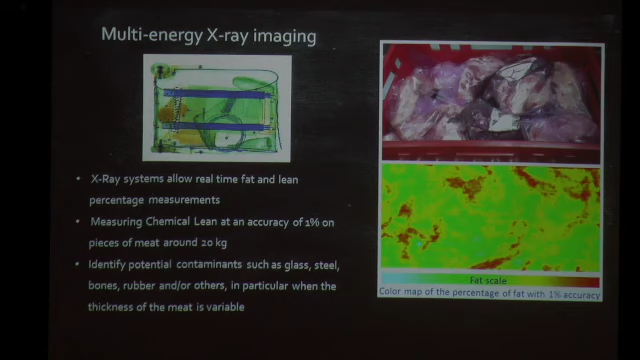 Multi-energy X-ray imaging
• X-Ray systems allow real time fat and lean
percentage measurements
• Measuring Chemical Lean at an accuracy of 1% on
pieces of meat around 20 kg
• Identify potential contaminants such as glass, steel,
bones, rubber and/or others, in particular when the
thickness of the meat is variable
Fat scale
Color map of the percentage of fat with 1% accuracy